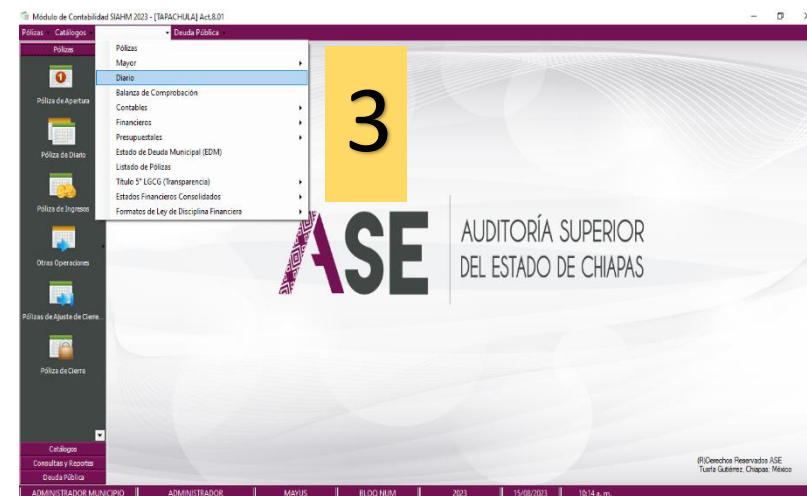 Módulo de Contabilidad SIAHM 2023 - [TAPACHULA] Act.8.01
Pólizas Catálogos Deuda Pública
Pólizas
Póliza de Apertura
Póliza de Diario
Póliza de Ingresos
Otras Operaciones
Pólizas de Ajuste de Cierre...
Póliza de Cierre
Catálogos
Consultas y Reportes
Deuda Pública
Pólizas
Mayor
Diario
Balanza de Comprobación
Contables
Financieros
Presupuestales
Estado de Deuda Municipal (EDM)
Listado de Pólizas
Título 5° LGCG (Transparencia)
Estados Financieros Consolidados
Formatos de Ley de Disciplina Financiera
3
ASE
AUDITORÍA SUPERIOR
DEL ESTADO DE CHIAPAS
(R)Derechos Reservados ASE
Tuxtla Gutiérrez, Chiapas; México
ADMINISTRADOR MUNICIPIO ADMINISTRADOR MAYUS BLOQ NUM 2023 15/08/2023 10:14 a. m.